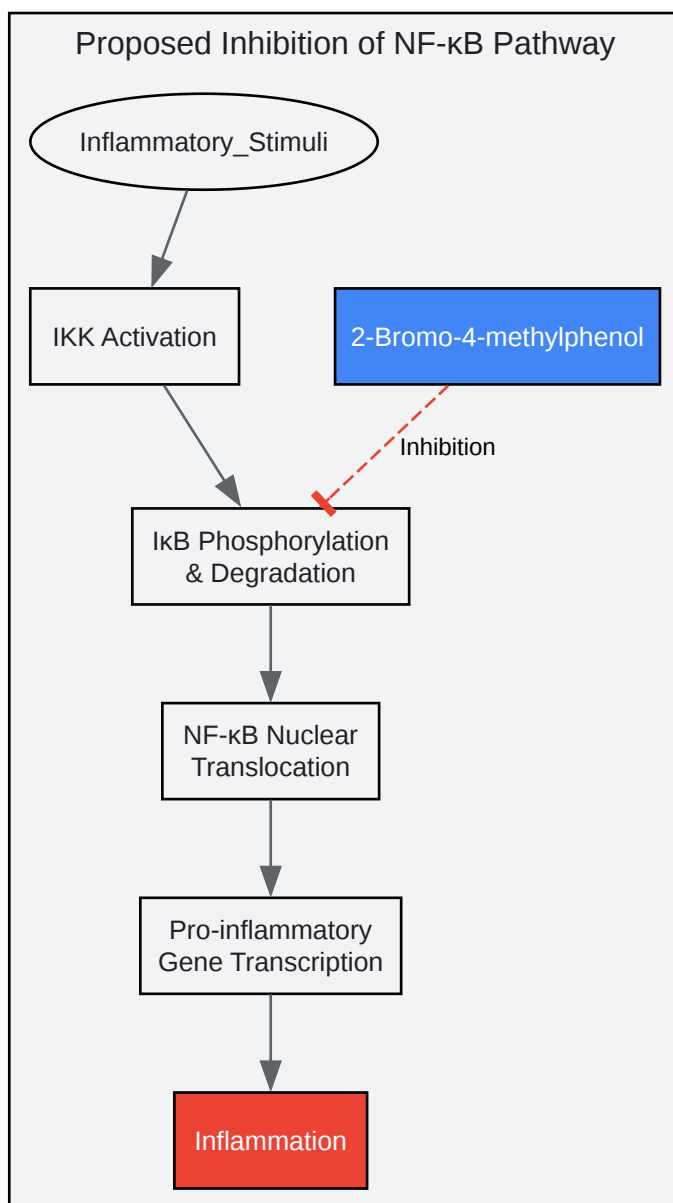 Proposed Inhibition of NF-κB Pathway
Inflammatory_Stimuli
IKK Activation
2-Bromo-4-methylphenol
Inhibition
IκB Phosphorylation
& Degradation
NF-κB Nuclear
Translocation
Pro-inflammatory
Gene Transcription
Inflammation